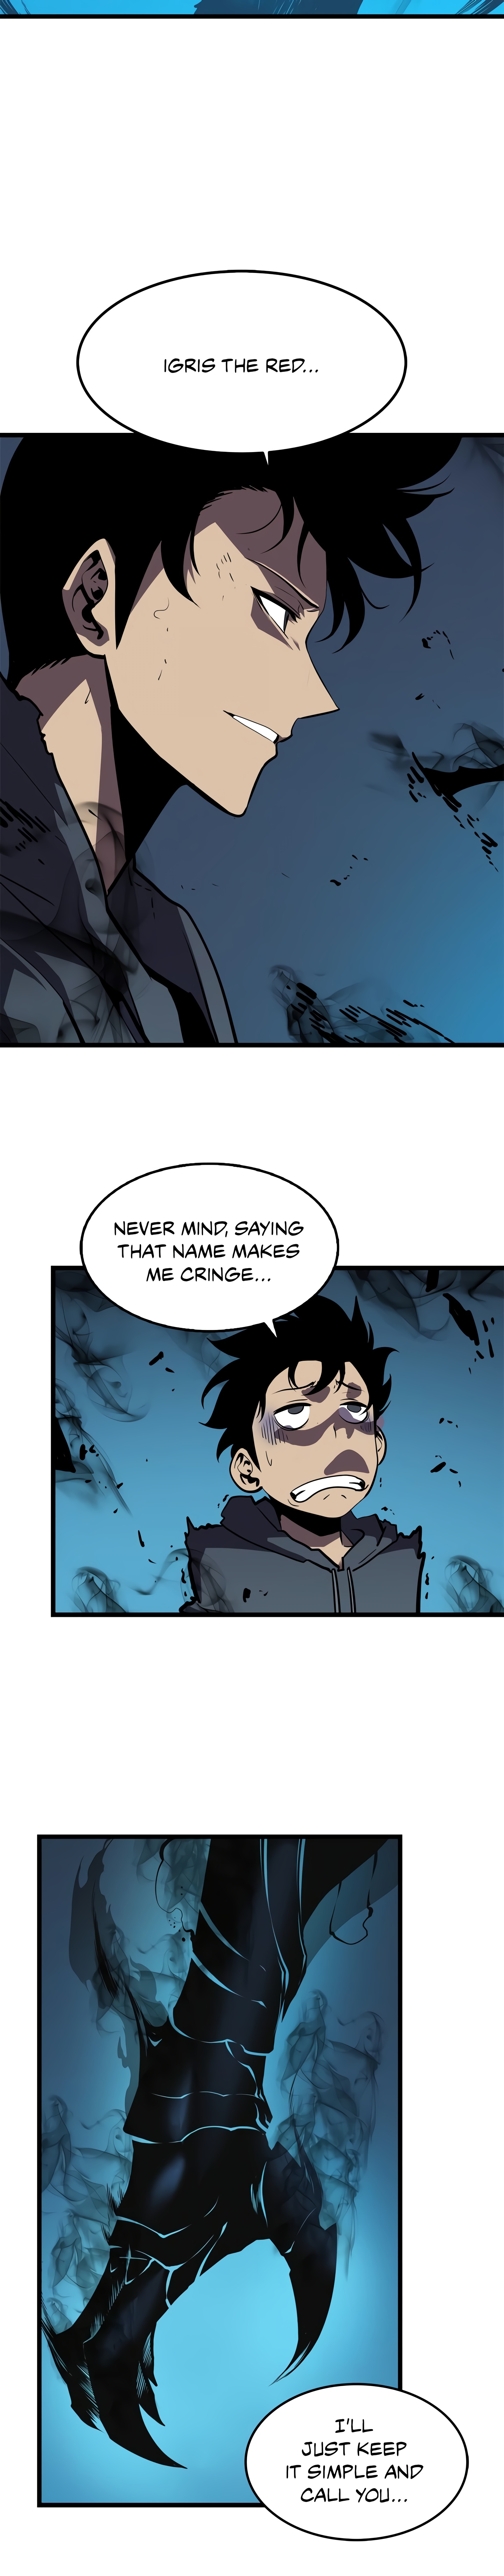 IGRIS THE RED...
NEVER MIND, SAYING
THAT NAME MAKES
ME CRINGE...
I'LL
JUST KEEP
IT SIMPLE AND
CALL YOU...